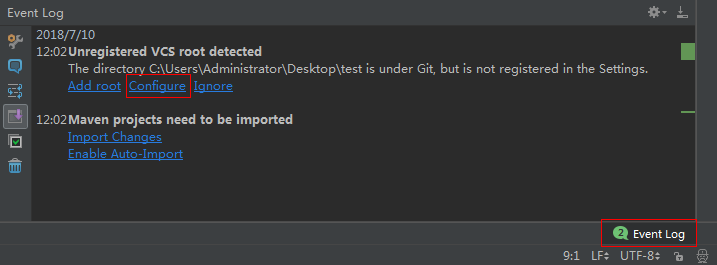 Event Log
2018/7/10
12:02 Unregistered VCS root detected
The directory C:\Users\Administrator\Desktop\test is under Git, but is not registered in the Settings.
Add root Configure Ignore
12:02 Maven projects need to be imported
Import Changes
Enable Auto-Import
2 Event Log
9:1 LF UTF-8